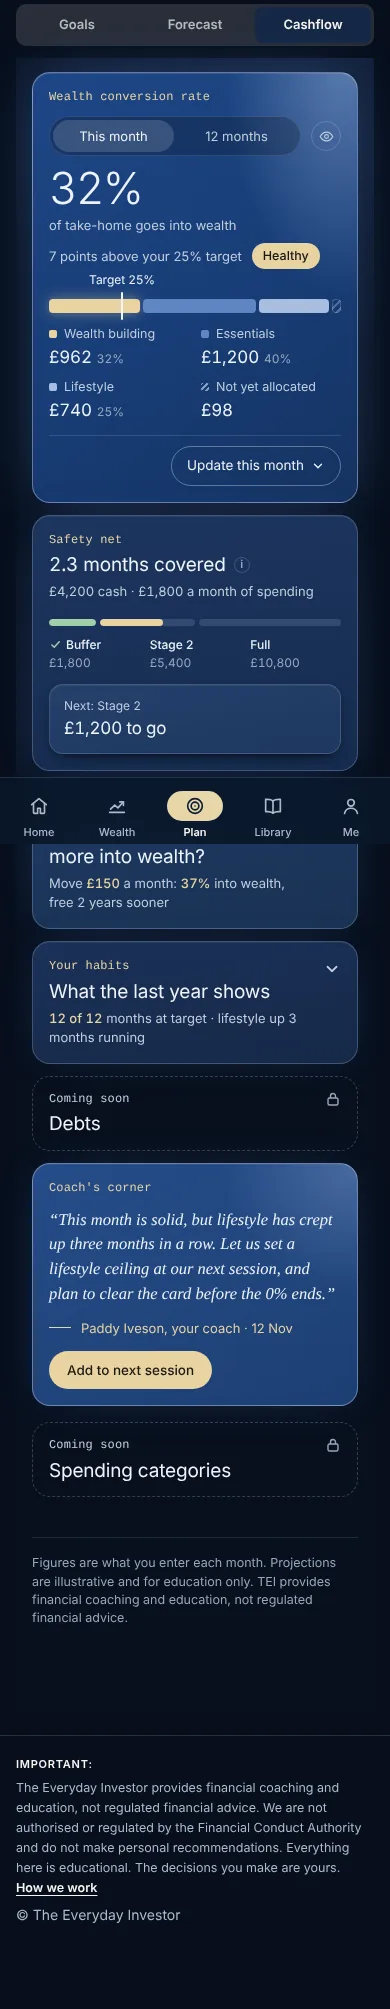 Goals Forecast Cashflow
Wealth conversion rate
This month 12 months
32%
of take-home goes into wealth
7 points above your 25% target Healthy
Target 25%
Wealth building Essentials
£962 32% £1,200 40%
Lifestyle Not yet allocated
£740 25% £98
Update this month
Safety net
2.3 months covered i
£4,200 cash · £1,800 a month of spending
Buffer Stage 2 Full
£1,800 £5,400 £10,800
Next: Stage 2
£1,200 to go
Home Wealth Plan Library Me
more into wealth?
Move £150 a month: 37% into wealth,
free 2 years sooner
Your habits
What the last year shows
12 of 12 months at target · lifestyle up 3
months running
Coming soon
Debts
Coach's corner
“This month is solid, but lifestyle has crept
up three months in a row. Let us set a
lifestyle ceiling at our next session, and
plan to clear the card before the 0% ends.”
Paddy Iveson, your coach · 12 Nov
Add to next session
Coming soon
Spending categories
Figures are what you enter each month. Projections
are illustrative and for education only. TEI provides
financial coaching and education, not regulated
financial advice.
IMPORTANT:
The Everyday Investor provides financial coaching and
education, not regulated financial advice. We are not
authorised or regulated by the Financial Conduct Authority
and do not make personal recommendations. Everything
here is educational. The decisions you make are yours.
How we work
© The Everyday Investor